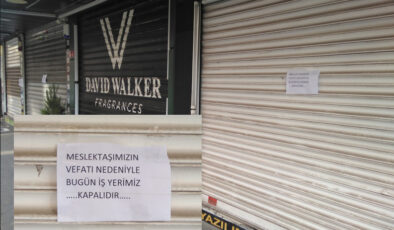 DAVID WALKER
FRAGRANCES
MESLEKTAŞIMIZIN
VEFATI NEDENİYLE
BUGÜN İŞ YERİMİZ
.....KAPALIDIR.....